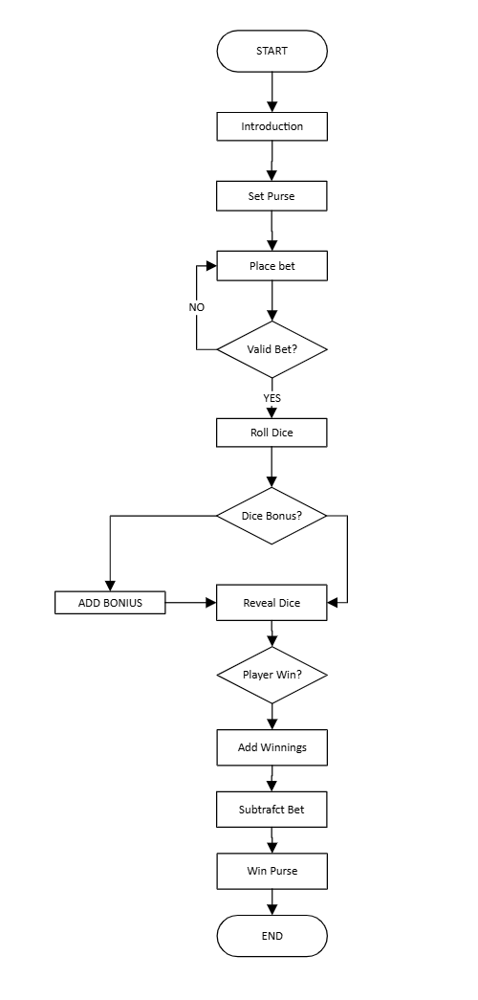 START
Introduction
Set Purse
Place bet
NO
Valid Bet?
YES
Roll Dice
Dice Bonus?
ADD BONIUS
Reveal Dice
Player Win?
Add Winnings
Subtrafct Bet
Win Purse
END